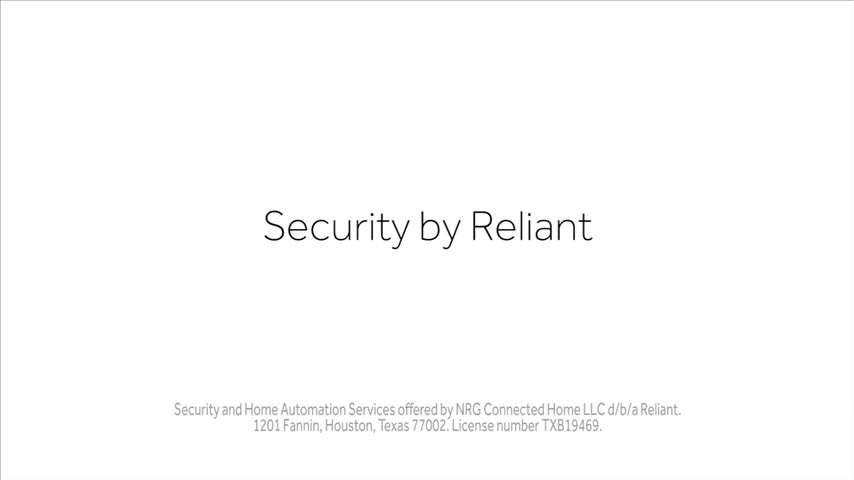 Security by Reliant
Security and Home Automation Services offered by NRG Connected Home LLC d/b/a Reliant.
1201 Fannin, Houston, Texas 77002. License number TXB19469.